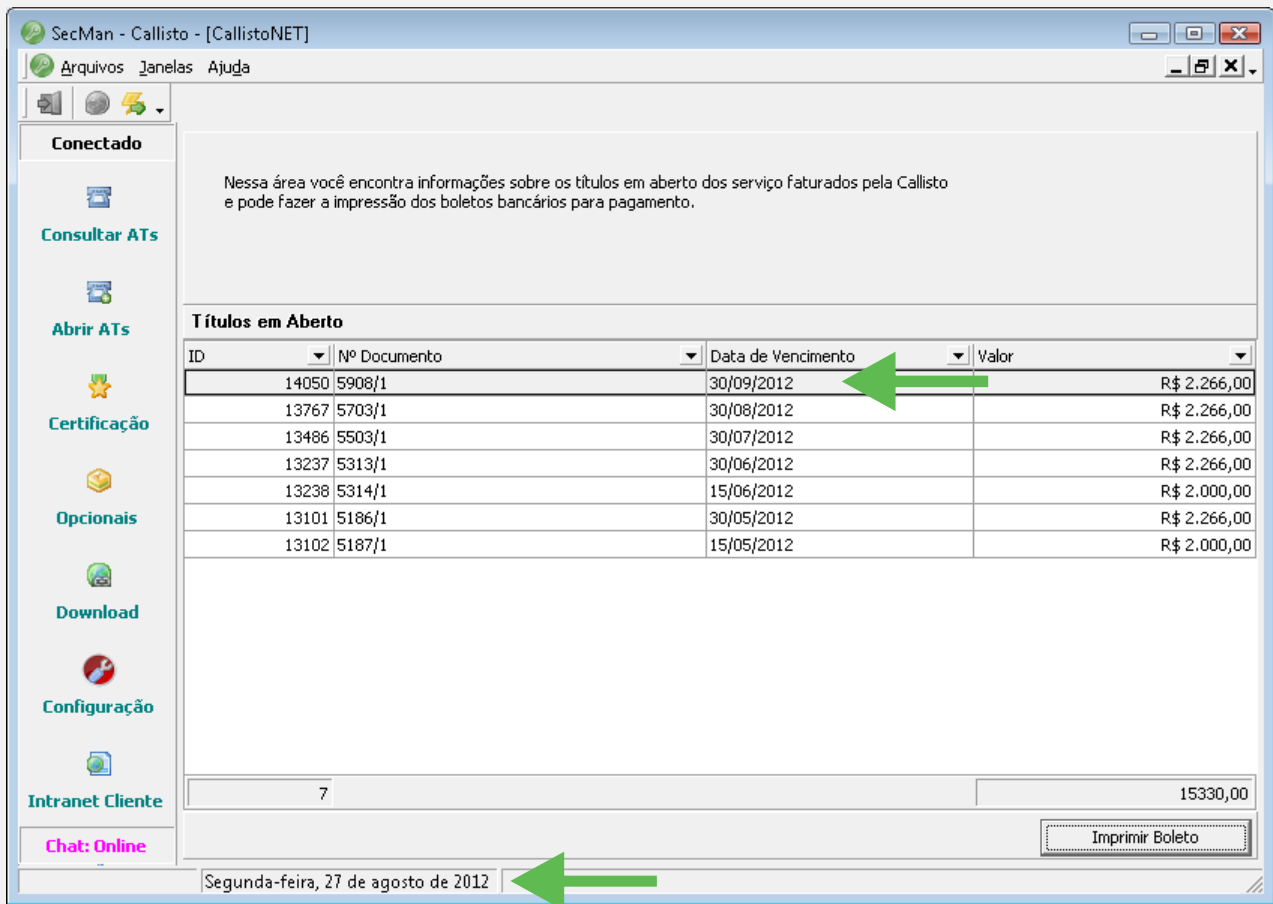 SecMan - Callisto - [CallistoNET]
Arquivos Janelas Ajuda
Conectado
Consultar ATs
Abrir ATs
Certificação
Opcionais
Download
Configuração
Intranet Cliente
Chat: Online
Nessa área você encontra informações sobre os títulos em aberto dos serviço faturados pela Callisto
e pode fazer a impressão dos boletos bancários para pagamento.
Títulos em Aberto
ID Nº Documento Data de Vencimento Valor
14050 5908/1 30/09/2012 R$ 2.266,00
13767 5703/1 30/08/2012 R$ 2.266,00
13486 5503/1 30/07/2012 R$ 2.266,00
13237 5313/1 30/06/2012 R$ 2.266,00
13238 5314/1 15/06/2012 R$ 2.000,00
13101 5186/1 30/05/2012 R$ 2.266,00
13102 5187/1 15/05/2012 R$ 2.000,00
7 15330,00
Imprimir Boleto
Segunda-feira, 27 de agosto de 2012